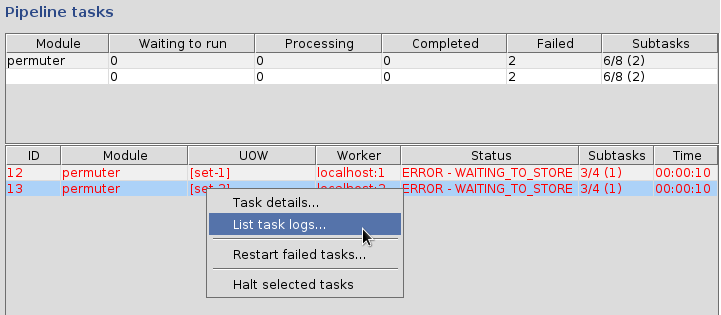 Pipeline tasks
Module Waiting to run Processing Completed Failed Subtasks
permuter 0 0 0 2 6/8 (2)
0 0 0 2 6/8 (2)
ID Module UOW Worker Status Subtasks Time
12 permuter [set-1] localhost:1 ERROR - WAITING_TO_STORE 3/4 (1) 00:00:10
13 permuter [set-2] localhost:2 ERROR - WAITING_TO_STORE 3/4 (1) 00:00:10
Task details...
List task logs...
Restart failed tasks...
Halt selected tasks